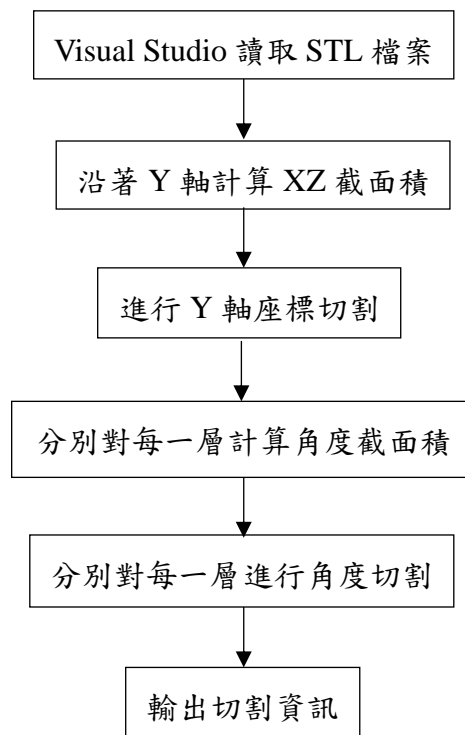 Visual Studio 讀取 STL 檔案
沿著 Y 軸計算 XZ 截面積
進行 Y 軸座標切割
分別對每一層計算角度截面積
分別對每一層進行角度切割
輸出切割資訊